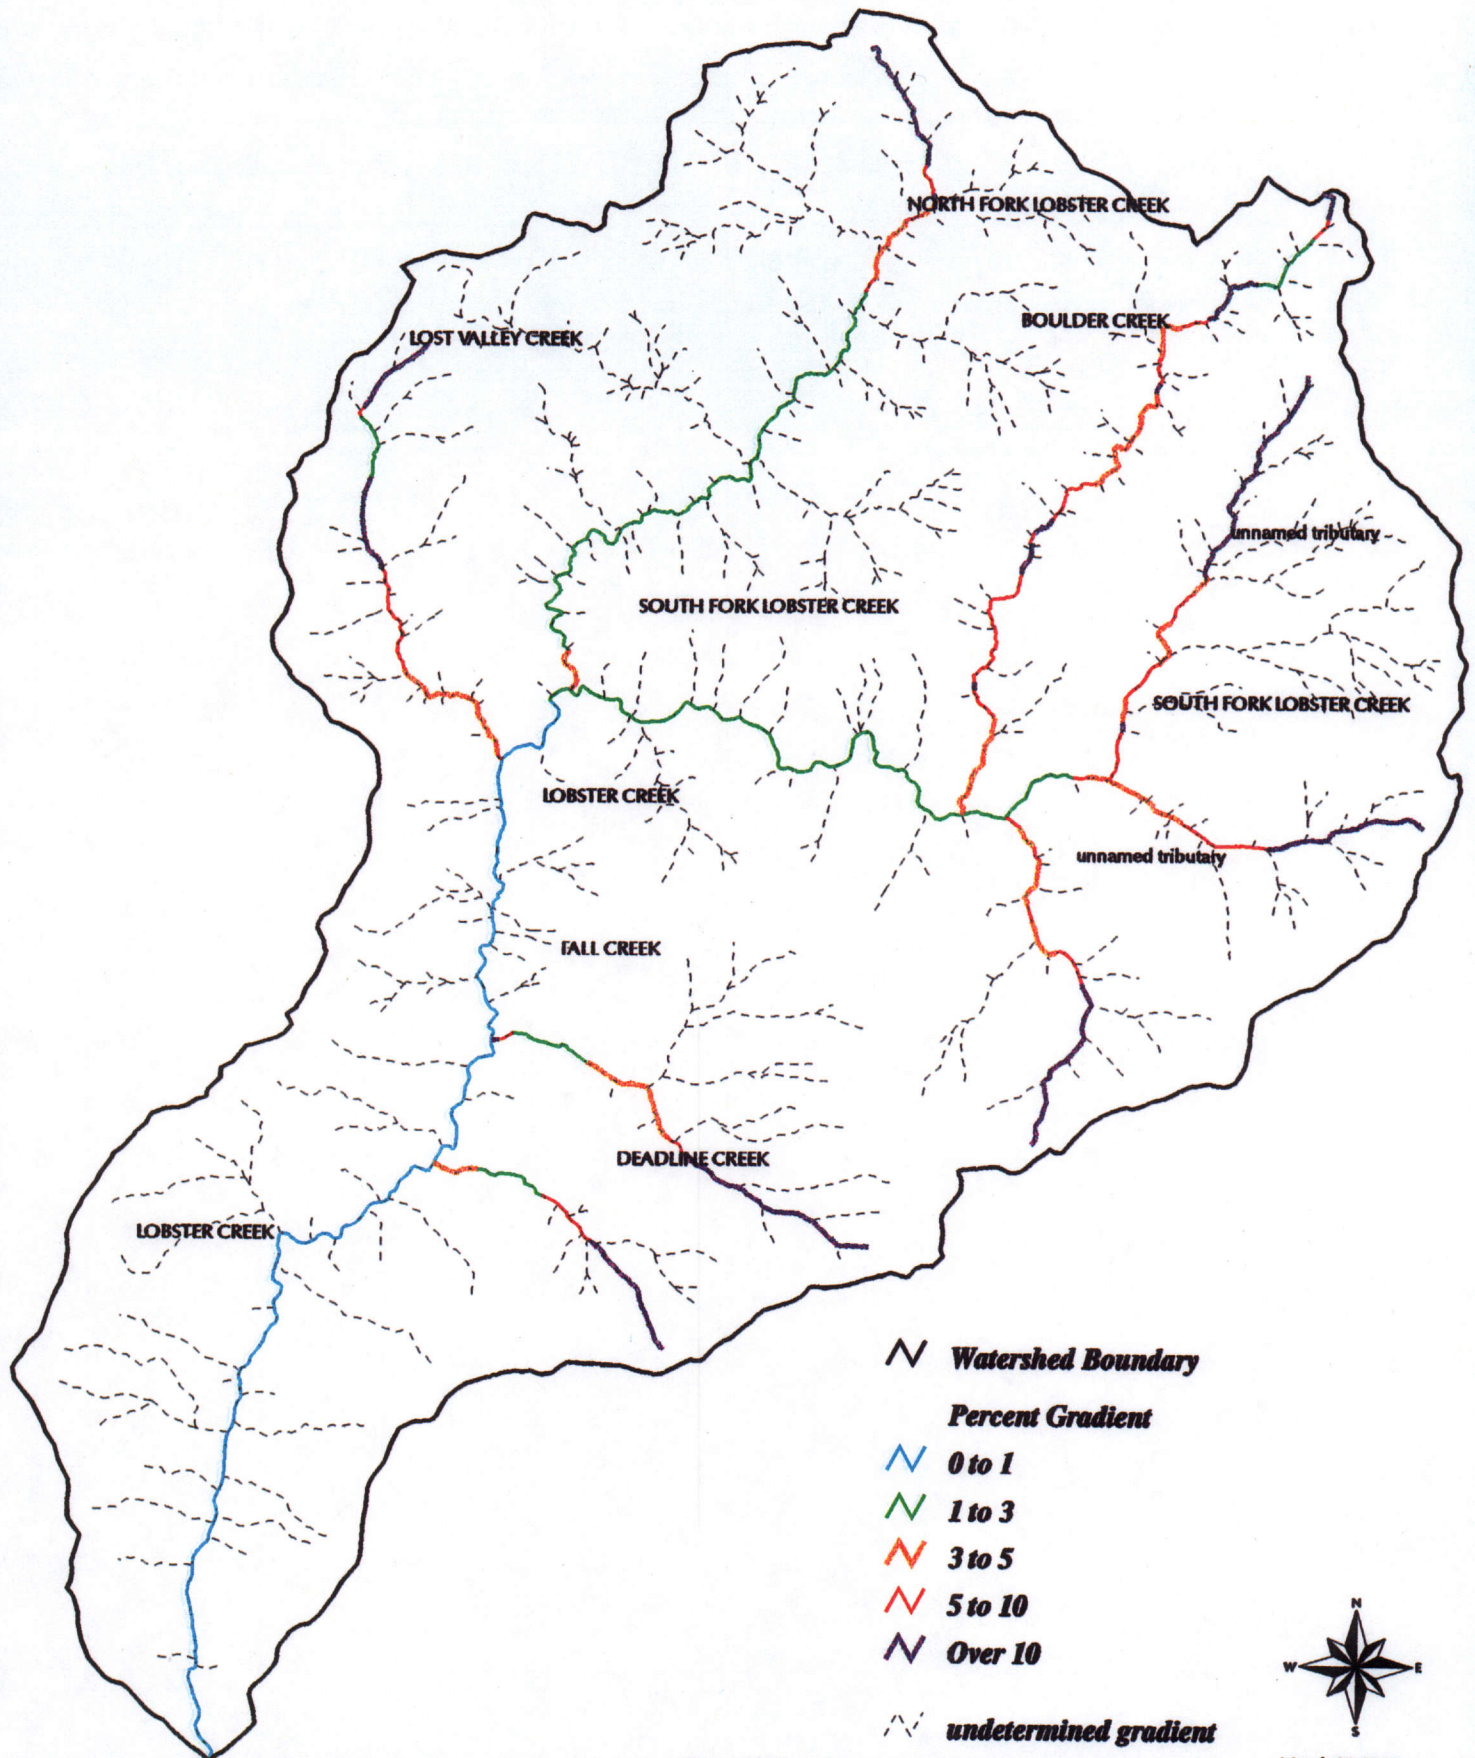 NORTH FORK LOBSTER CREEK
BOULDER CREEK
LOST VALLEY CREEK
unnamed tributary
SOUTH FORK LOBSTER CREEK
SOUTH FORK LOBSTER CREEK
LOBSTER CREEK
unnamed tributary
FALL CREEK
DEADLINE CREEK
LOBSTER CREEK
Watershed Boundary
Percent Gradient
0 to 1
1 to 3
3 to 5
5 to 10
Over 10
undetermined gradient
N
W E
S